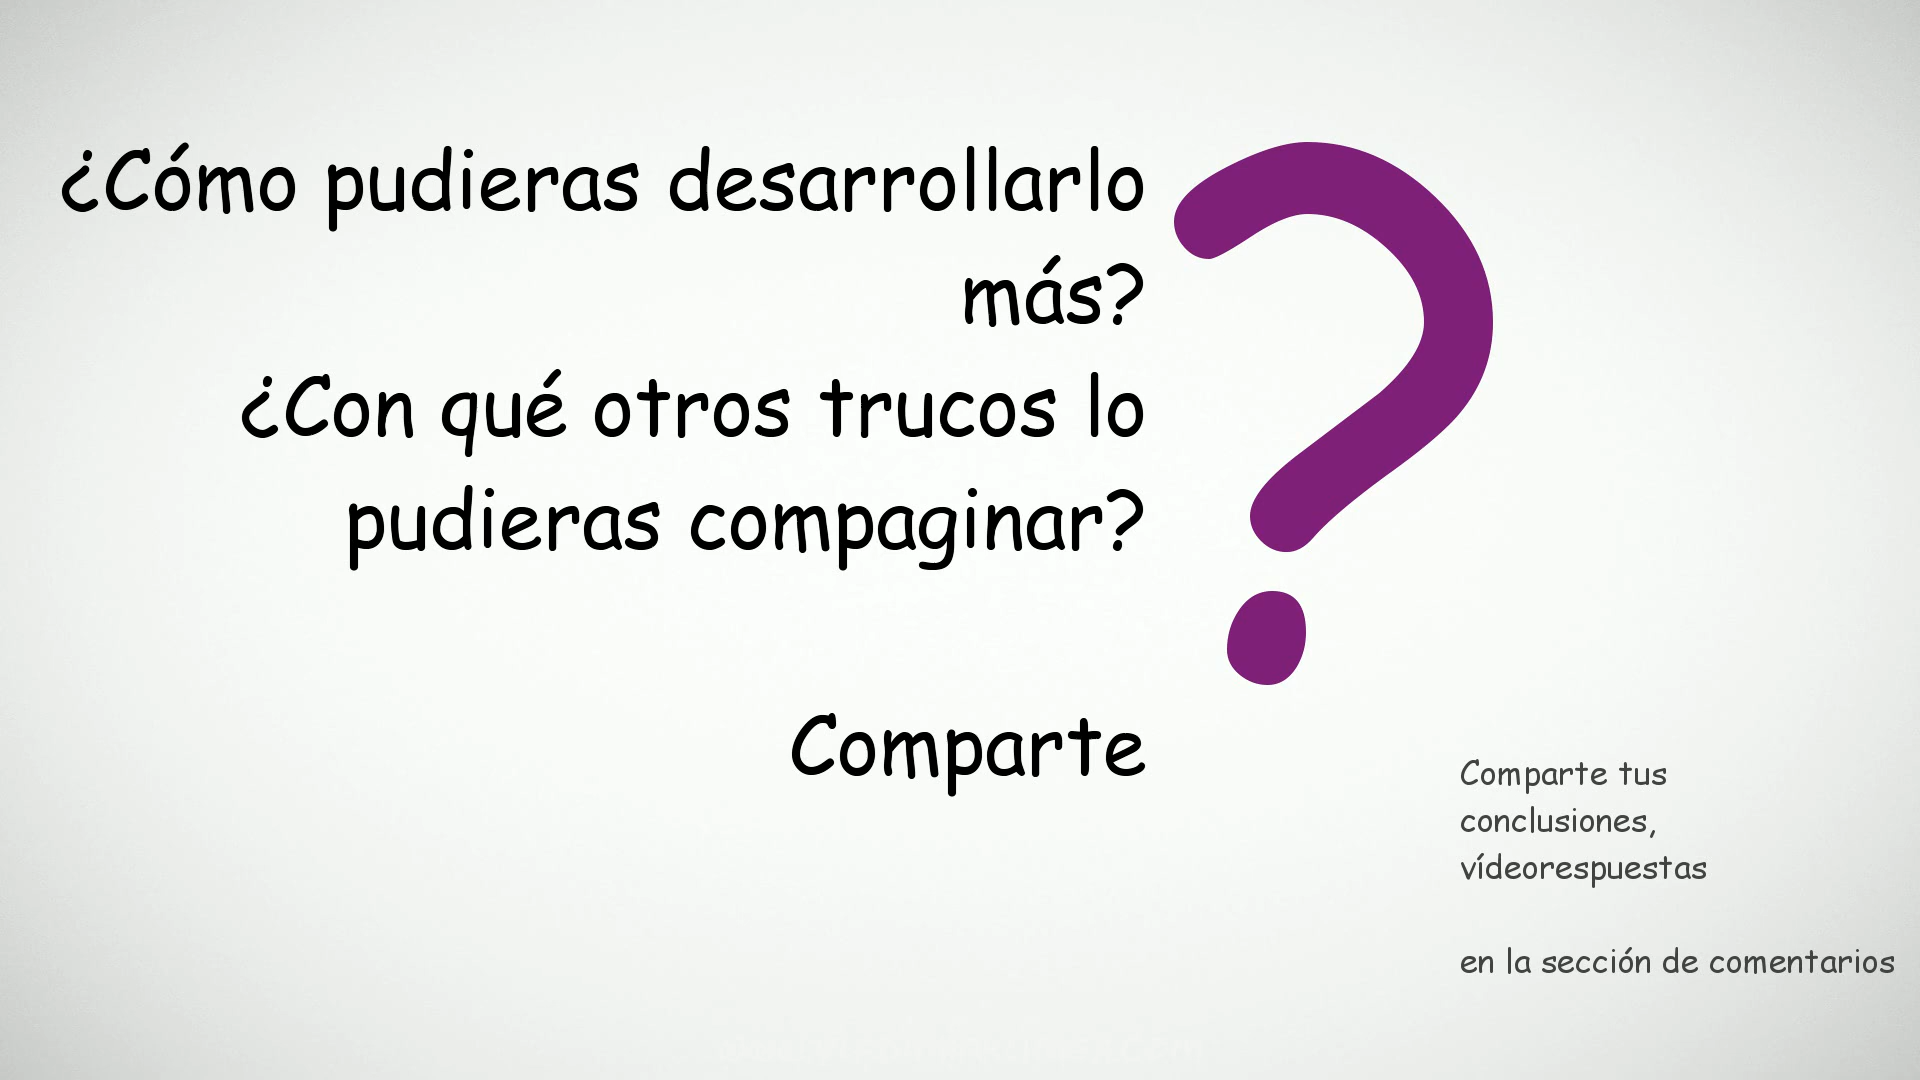 ¿Cómo pudieras desarrollarlo
más?
¿Con qué otros trucos lo
pudieras compaginar?
Comparte
?
Comparte tus
conclusiones,
vídeorespuestas
en la sección de comentarios